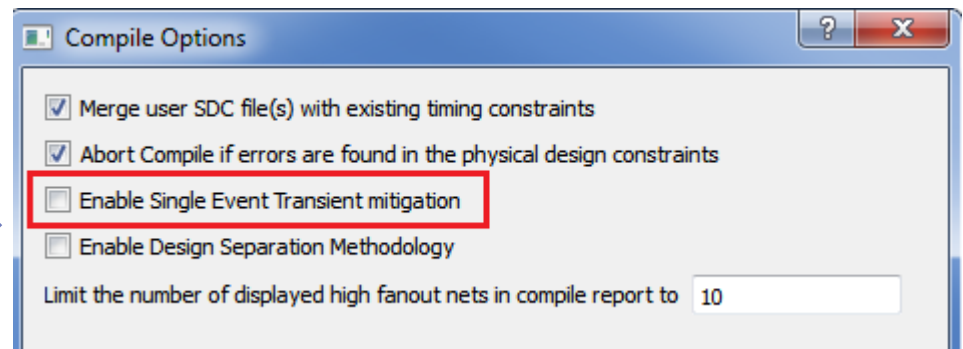 Compile Options
Merge user SDC file(s) with existing timing constraints
Abort Compile if errors are found in the physical design constraints
Enable Single Event Transient mitigation
Enable Design Separation Methodology
Limit the number of displayed high fanout nets in compile report to 10